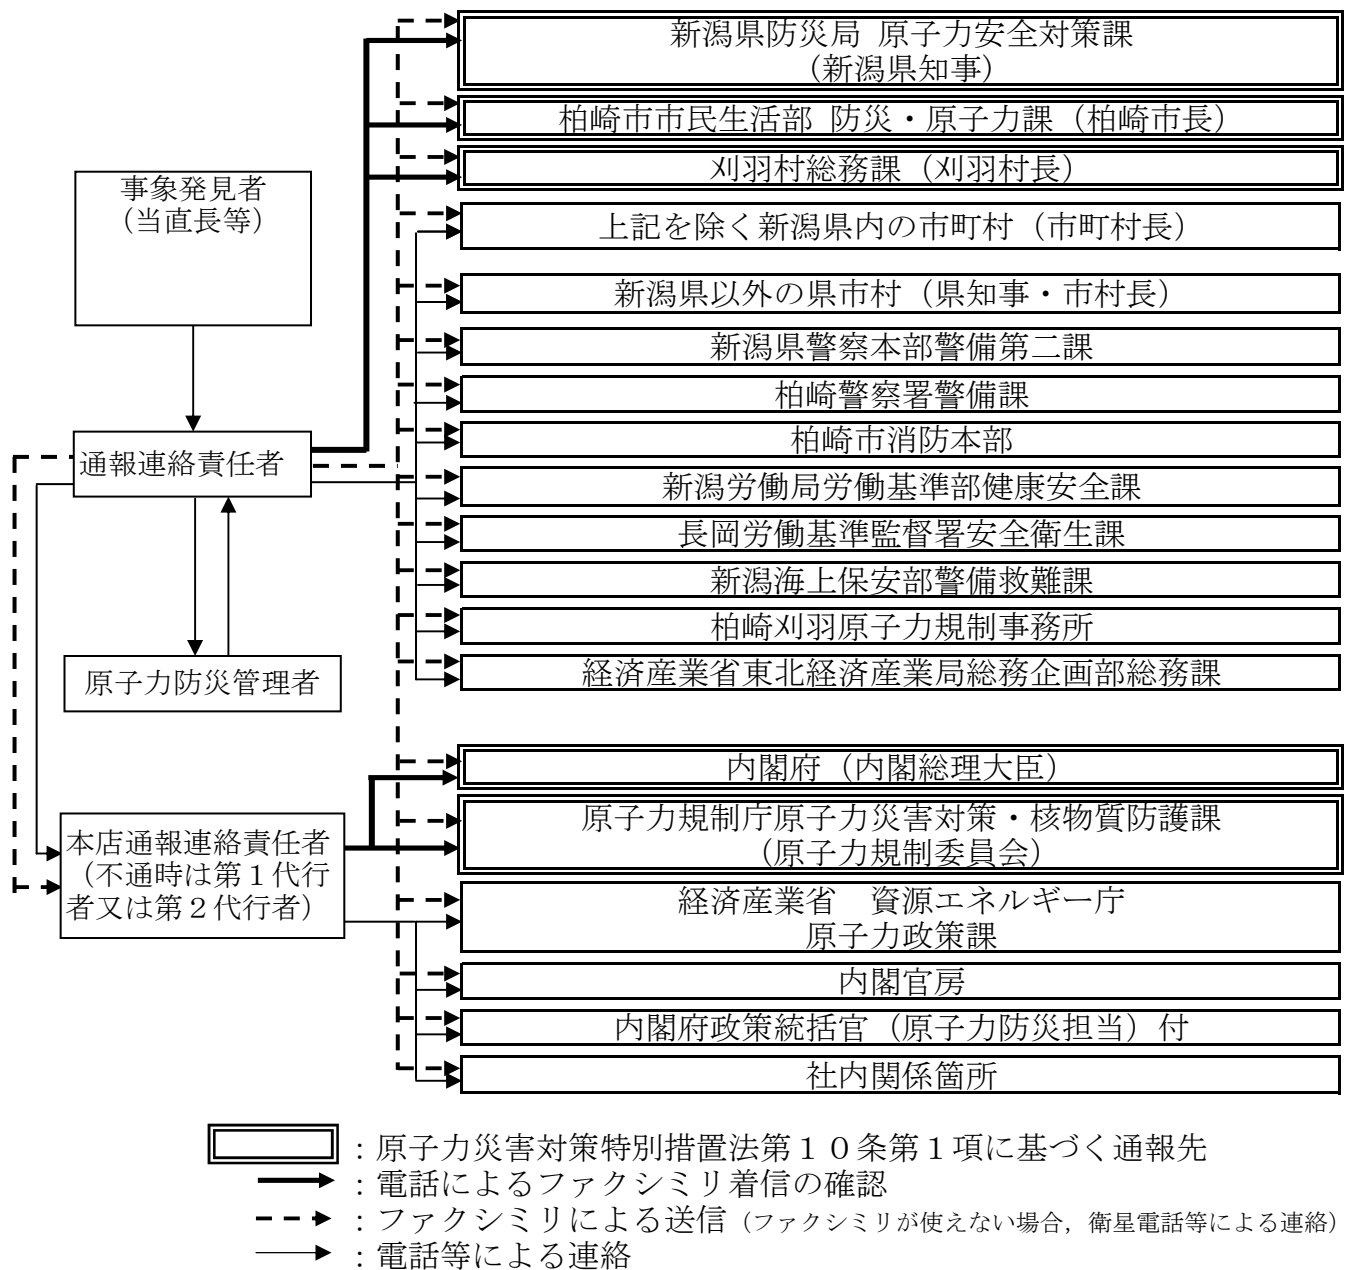 新潟県防災局 原子力安全対策課
（新潟県知事）
柏崎市市民生活部 防災・原子力課（柏崎市長）
刈羽村総務課（刈羽村長）
事象発見者
（当直長等）
上記を除く新潟県内の市町村（市町村長）
新潟県以外の県市村（県知事・市村長）
新潟県警察本部警備第二課
柏崎警察署警備課
柏崎市消防本部
通報連絡責任者
新潟労働局労働基準部健康安全課
長岡労働基準監督署安全衛生課
新潟海上保安部警備救難課
柏崎刈羽原子力規制事務所
経済産業省東北経済産業局総務企画部総務課
原子力防災管理者
内閣府（内閣総理大臣）
原子力規制庁原子力災害対策・核物質防護課
（原子力規制委員会）
本店通報連絡責任者
（不通時は第１代行
者又は第２代行者）
経済産業省　資源エネルギー庁
原子力政策課
内閣官房
内閣府政策統括官（原子力防災担当）付
社内関係箇所
：原子力災害対策特別措置法第１０条第１項に基づく通報先
：電話によるファクシミリ着信の確認
：ファクシミリによる送信（ファクシミリが使えない場合，衛星電話等による連絡）
：電話等による連絡